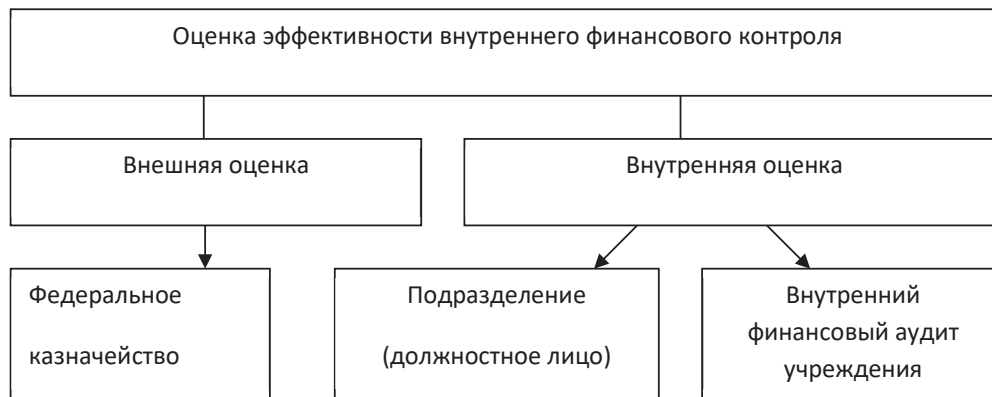 Оценка эффективности внутреннего финансового контроля
Внешняя оценка
Внутренняя оценка
Федеральное
казначейство
Подразделение
(должностное лицо)
Внутренний
финансовый аудит
учреждения